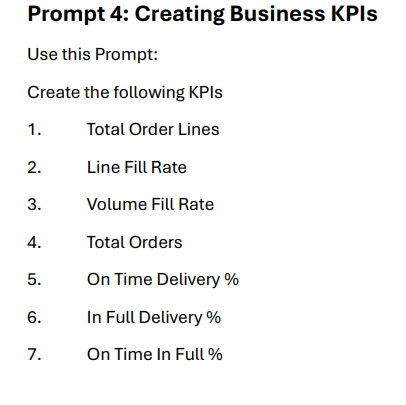 Prompt 4: Creating Business KPIs
Use this Prompt:
Create the following KPIs
1. Total Order Lines
2. Line Fill Rate
3. Volume Fill Rate
4. Total Orders
5. On Time Delivery %
6. In Full Delivery %
7. On Time In Full %